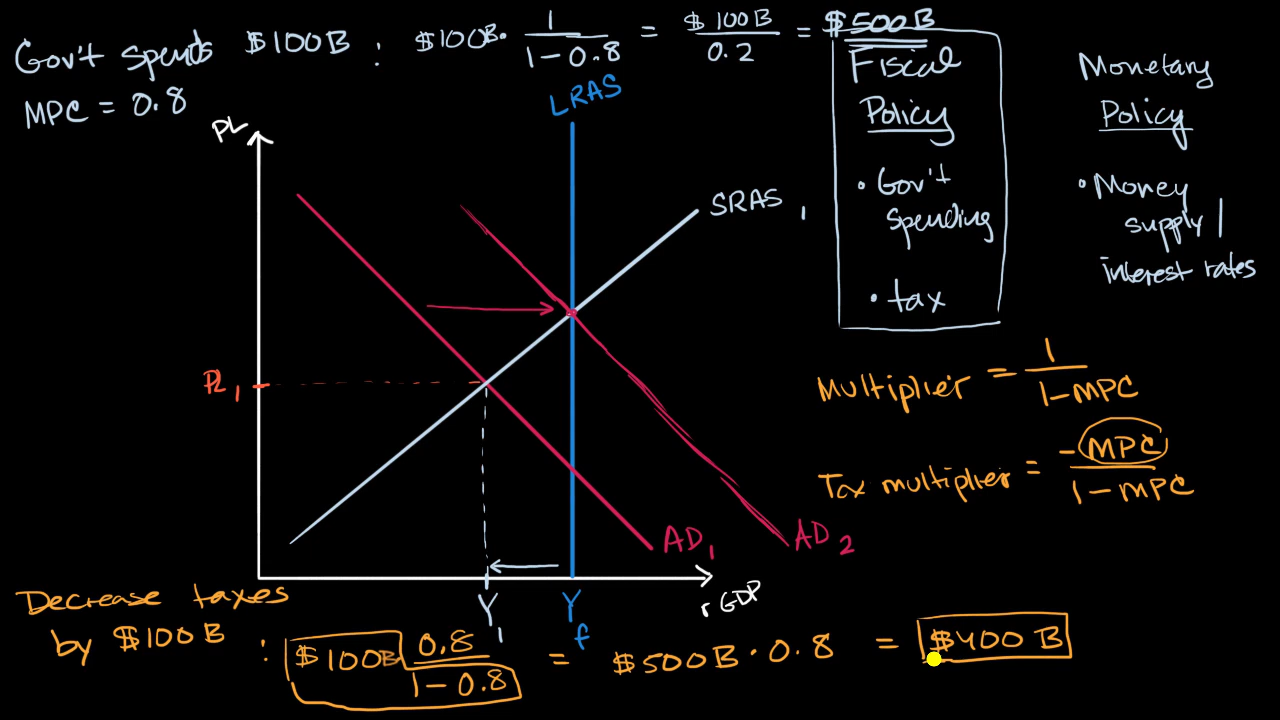 Gov't Spends $100B : $100B · 1 / 1-0.8 = $100B / 0.2 = $500B
MPC = 0.8
Fiscal
Policy
• Gov't
spending
• tax
Monetary
Policy
• Money
supply /
interest rates
PL
LRAS
SRAS 1
PL1
AD1
AD2
Y1
Yf
rGDP
Multiplier = 1 / 1-MPC
Tax multiplier = -MPC / 1-MPC
Decrease taxes
by $100B : $100B 0.8 / 1-0.8 = $500B · 0.8 = $400B